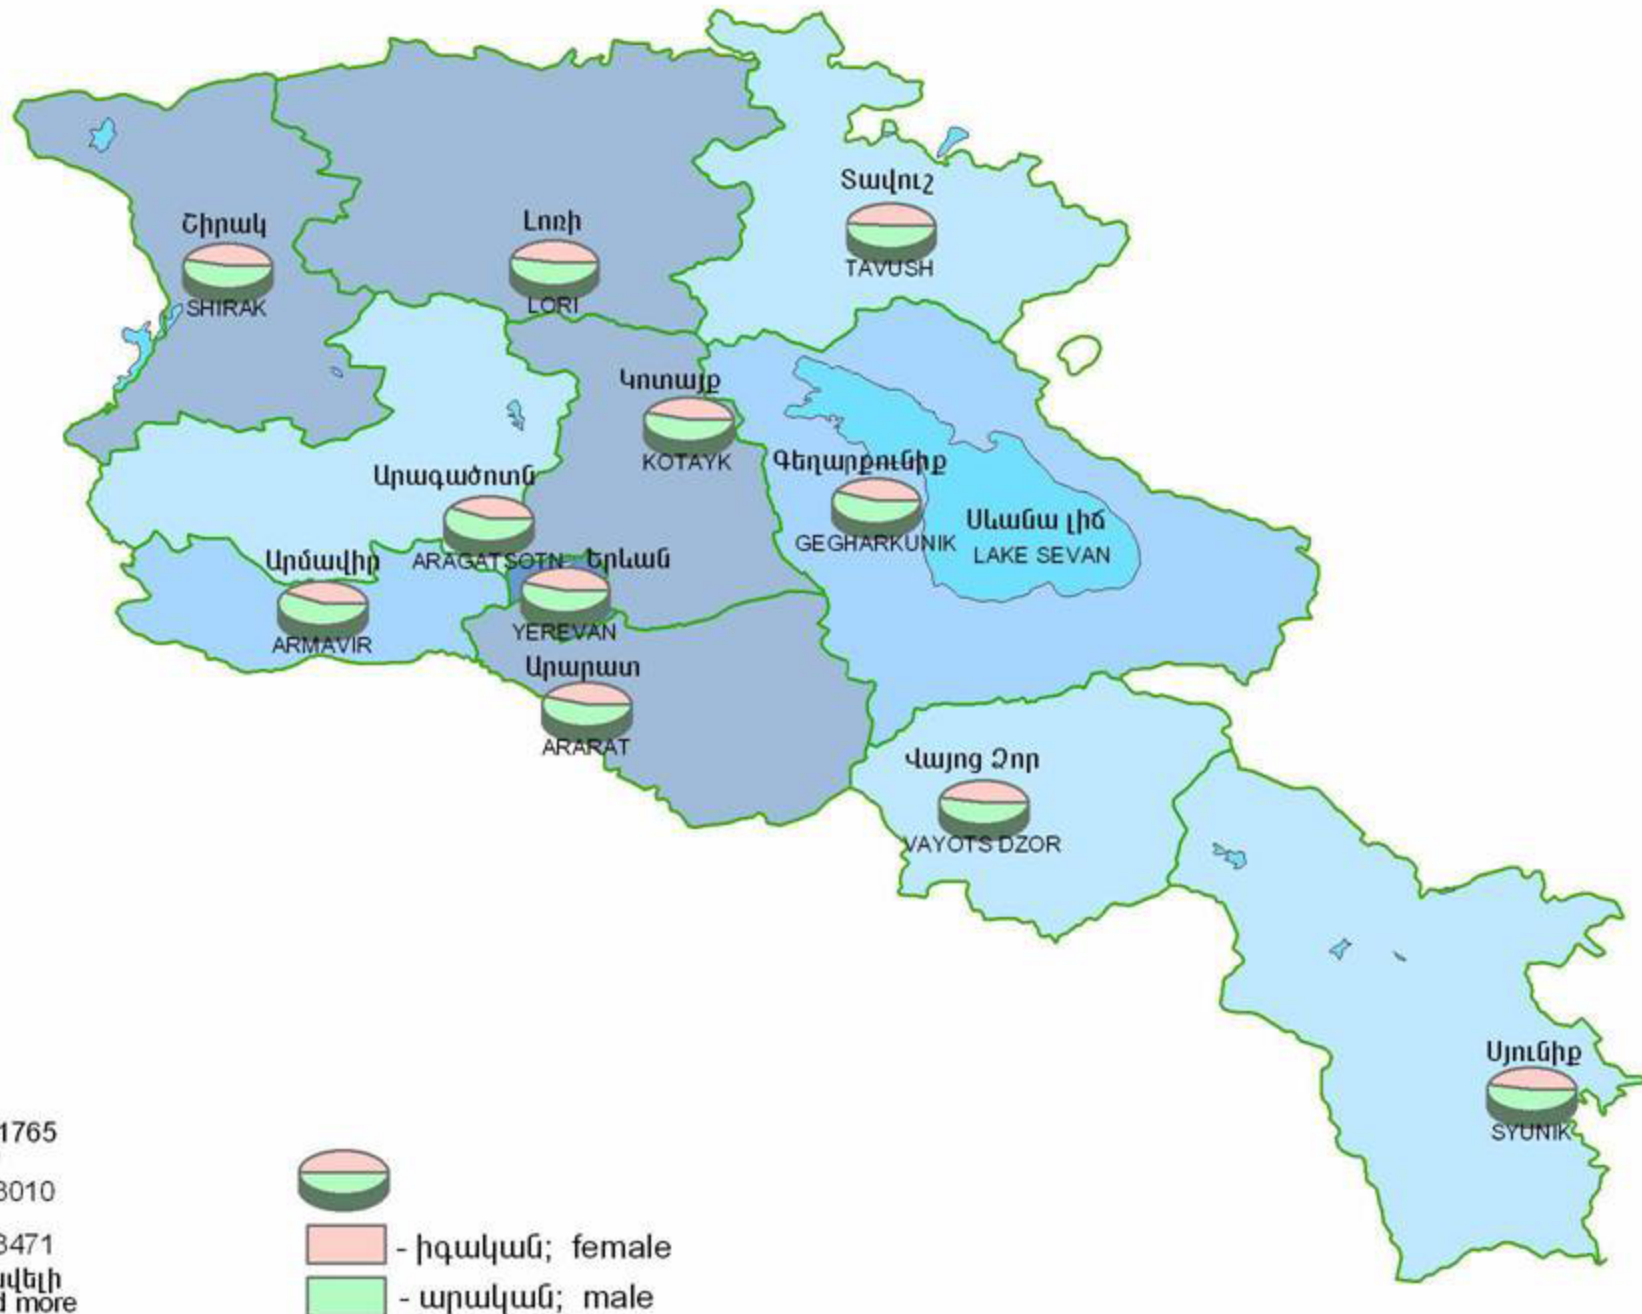 Տավուշ
TAVUSH
Շիրակ
SHIRAK
Լոռի
LORI
Կոտայք
KOTAYK
Գեղարքունիք
GEGHARKUNIK
Սևանա լիճ
LAKE SEVAN
Արագածոտն
ARAGATSOTN
Երևան
YEREVAN
Արմավիր
ARMAVIR
Արարատ
ARARAT
Վայոց Ձոր
VAYOTS DZOR
Սյունիք
SYUNIK
1765
3010
3471
more
- իգական; female
- արական; male